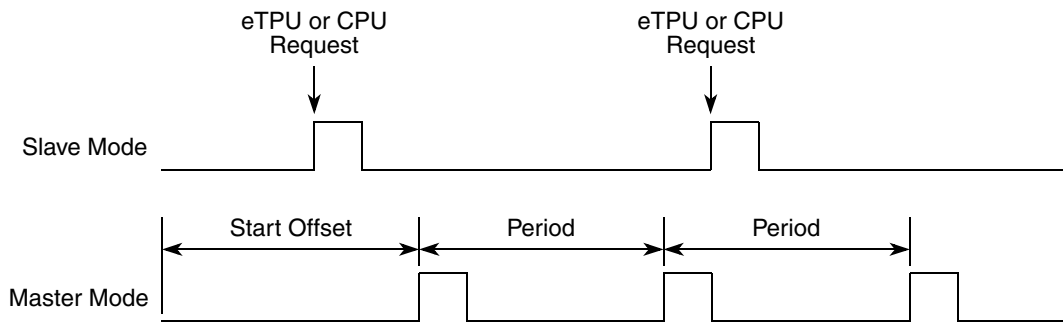 eTPU or CPU
Request
eTPU or CPU
Request
Slave Mode
Start Offset
Period
Period
Master Mode